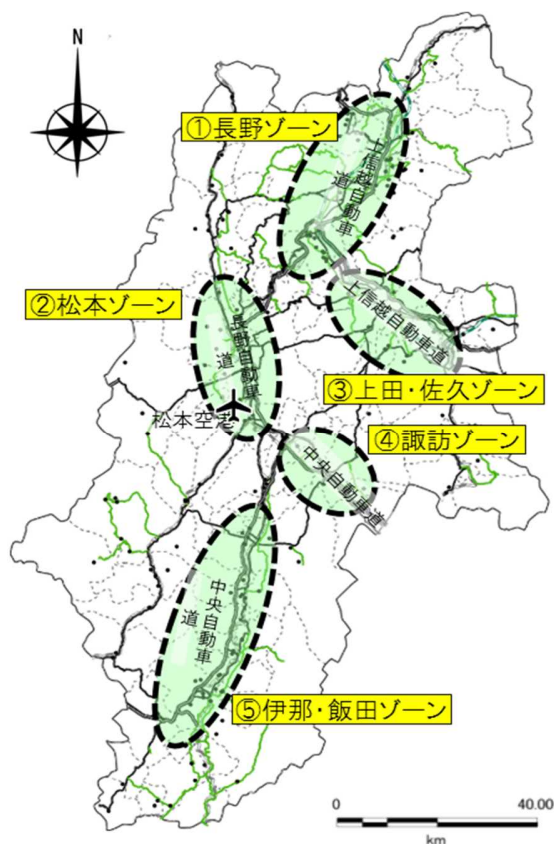 N
①長野ゾーン
上信越自動車道
②松本ゾーン
長野自動車道
上信越自動車道
松本空港
③上田・佐久ゾーン
④諏訪ゾーン
中央自動車道
中央自動車道
⑤伊那・飯田ゾーン
0 40.00
km